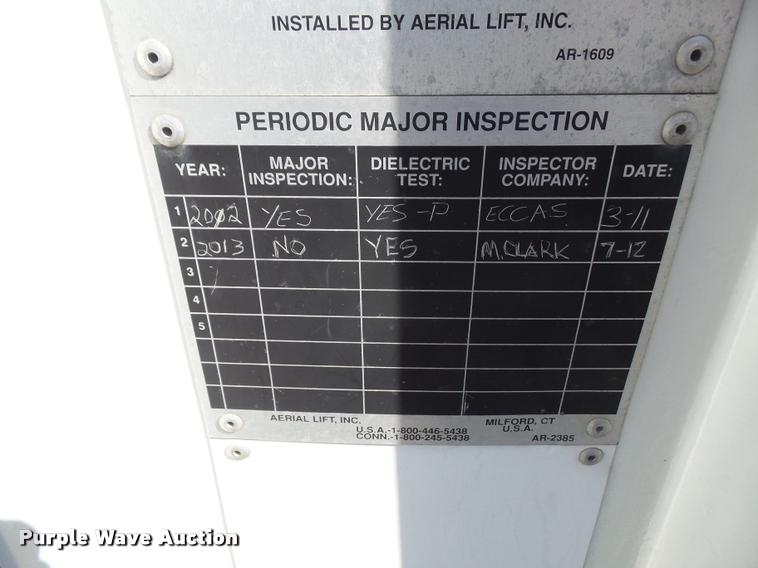 INSTALLED BY AERIAL LIFT, INC.
AR-1609
PERIODIC MAJOR INSPECTION
YEAR: MAJOR INSPECTION: DIELECTRIC TEST: INSPECTOR COMPANY: DATE:
1 2012 YES YES-P ECCAS 3-11
2 2013 NO YES M.CLARK 7-12
3
4
5
AERIAL LIFT, INC. MILFORD, CT
U.S.A.-1-800-446-5438 U.S.A.
CONN.-1-800-245-5438 AR-2385
Purple Wave Auction